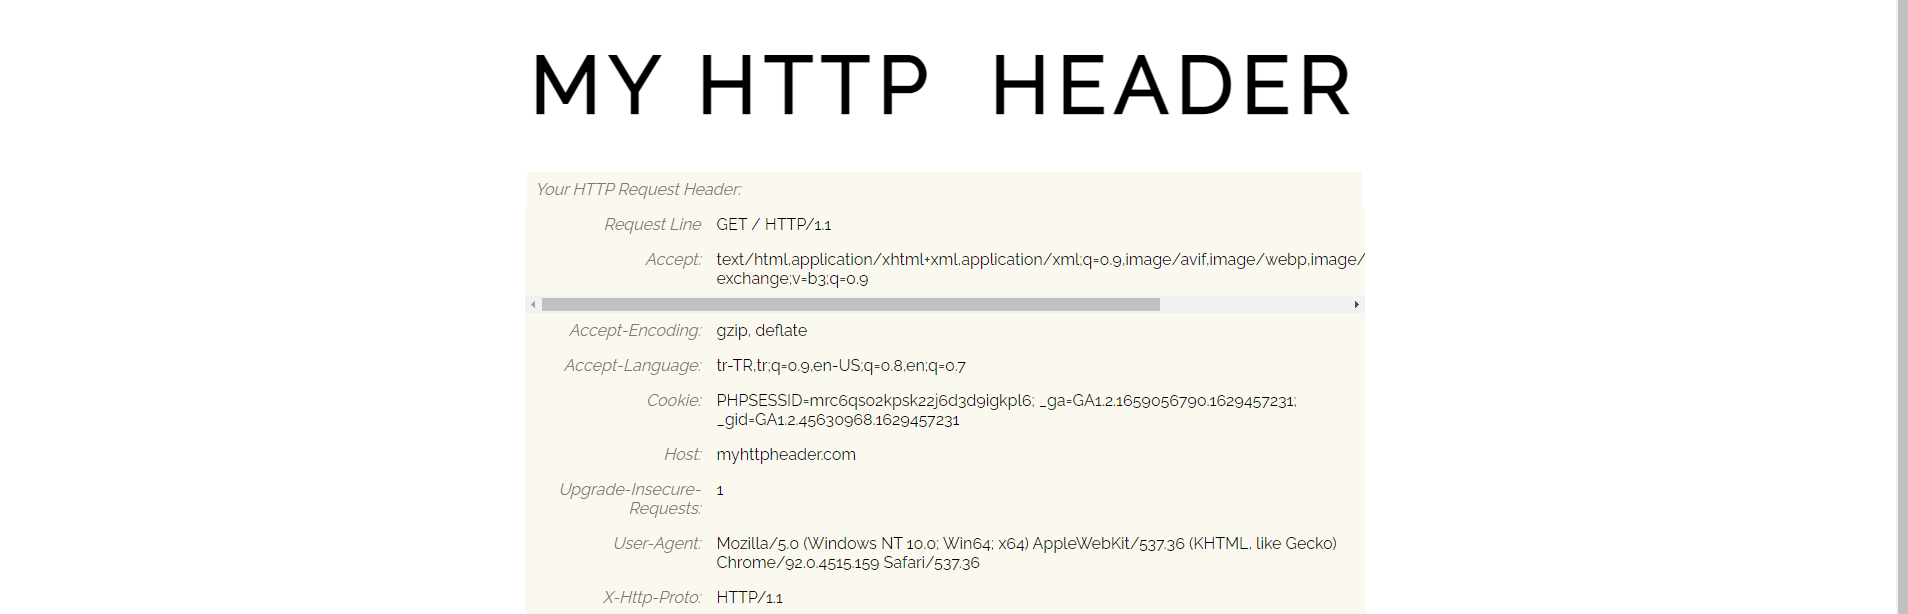 MY HTTP HEADER
Your HTTP Request Header:
Request Line GET / HTTP/1.1
Accept: text/html,application/xhtml+xml,application/xml;q=0.9,image/avif,image/webp,image/
exchange;v=b3;q=0.9
Accept-Encoding: gzip, deflate
Accept-Language: tr-TR,tr;q=0.9,en-US;q=0.8,en;q=0.7
Cookie: PHPSESSID=mrc6qso2kpsk22j6d3d9igkpl6; _ga=GA1.2.1659056790.1629457231;
_gid=GA1.2.45630968.1629457231
Host: myhttpheader.com
Upgrade-Insecure- 1
Requests:
User-Agent: Mozilla/5.0 (Windows NT 10.0; Win64; x64) AppleWebKit/537.36 (KHTML, like Gecko)
Chrome/92.0.4515.159 Safari/537.36
X-Http-Proto: HTTP/1.1